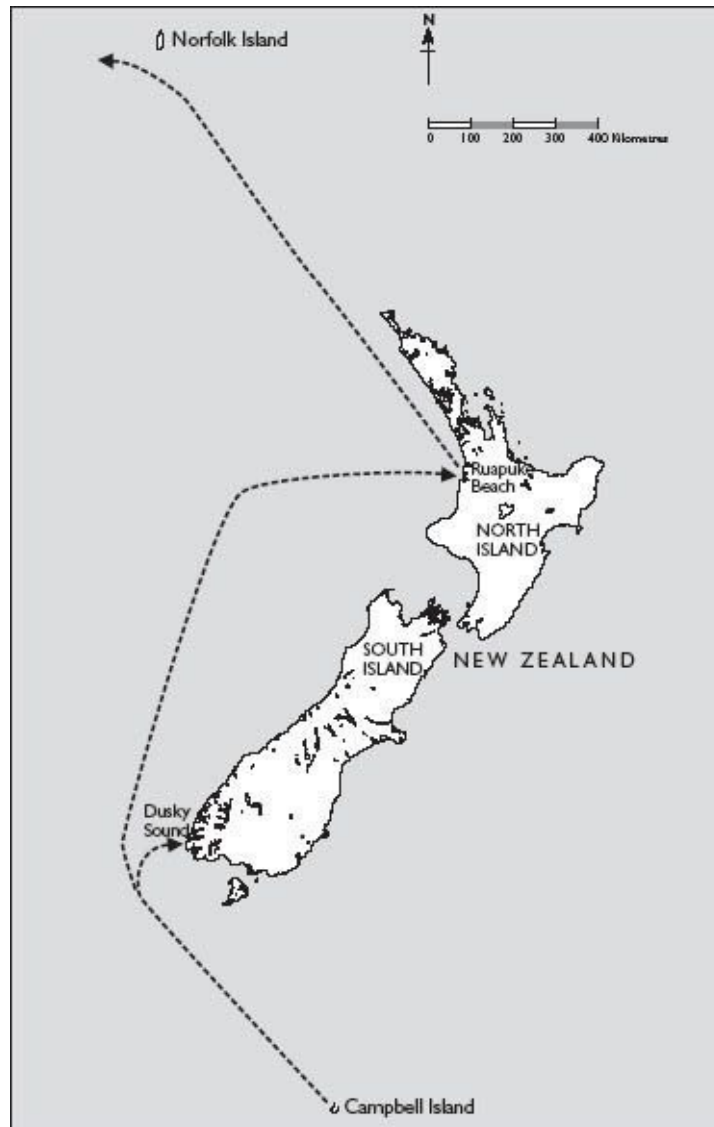 Norfolk Island
N
0 100 200 300 400 Kilometres
Ruapuke
Beach
NORTH
ISLAND
SOUTH
ISLAND
NEW ZEALAND
Dusky
Sound
Campbell Island